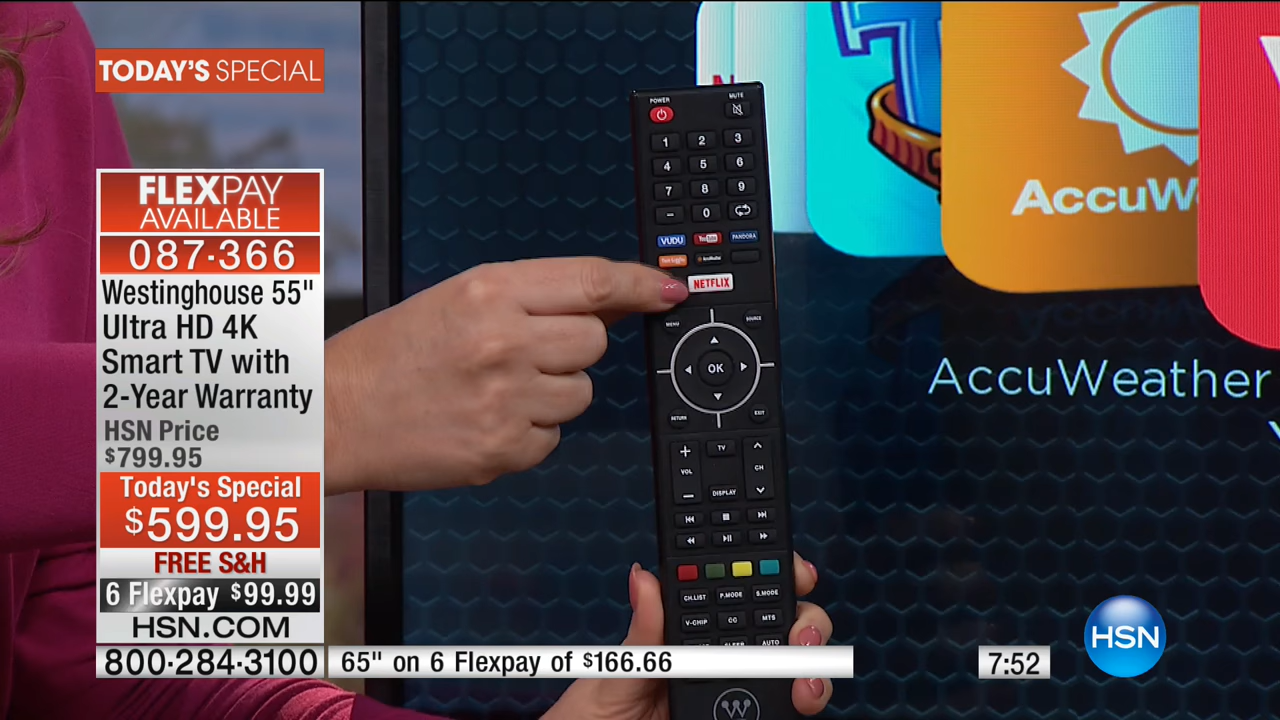 TODAY'S SPECIAL
FLEXPAY
AVAILABLE
087·366
Westinghouse 55"
Ultra HD 4K
Smart TV with
2-Year Warranty
HSN Price
$799.95
Today's Special
$599.95
FREE S&H
6 Flexpay $99.99
HSN.COM
800·284·3100
65" on 6 Flexpay of $166.66
7:52
HSN
POWER
MUTE
1 2 3
4 5 6
7 8 9
- 0
VUDU YouTube PANDORA
NETFLIX
MENU
SOURCE
OK
RETURN
EXIT
+ TV
VOL
CH
- DISPLAY
CH.LIST P.MODE S.MODE
V-CHIP CC MTS
SLEEP AUTO
AccuW
AccuWeather